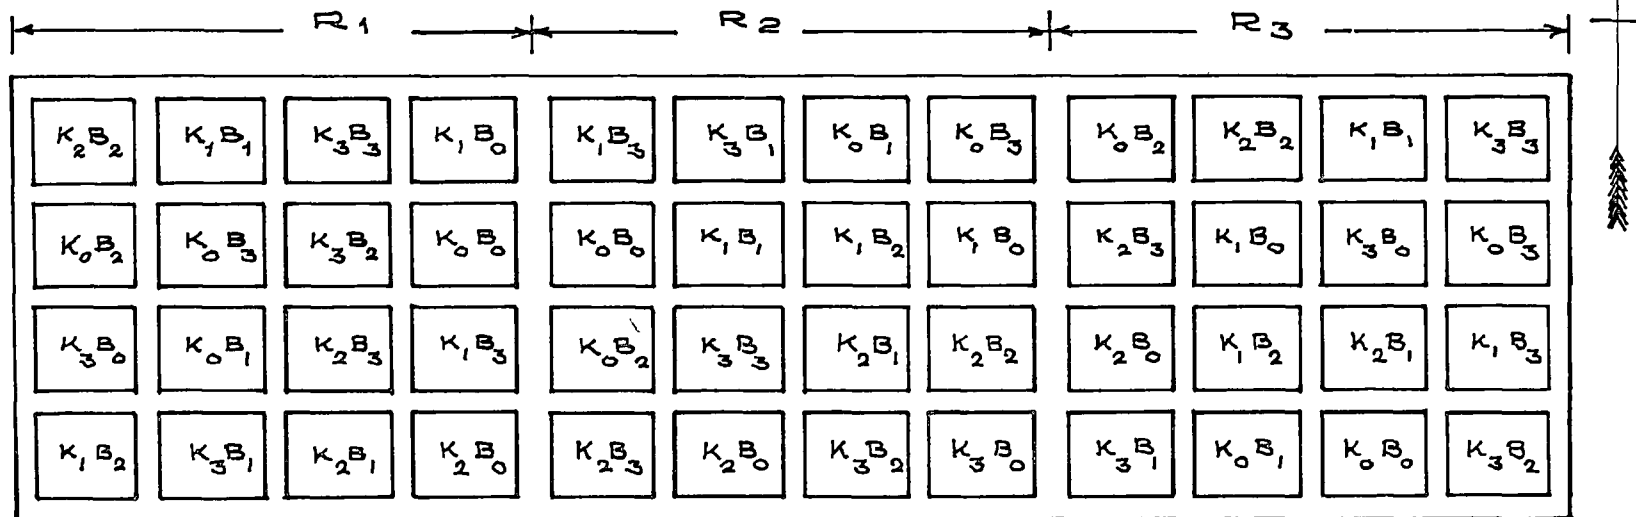 R1 R2 R3
K₂B₂ K₁B₁ K₃B₃ K₁B₀ K₁B₃ K₃B₁ K₀B₁ K₀B₃ K₀B₂ K₂B₂ K₁B₁ K₃B₃
K₀B₂ K₀B₃ K₃B₂ K₀B₀ K₀B₀ K₁B₁ K₁B₂ K₁B₀ K₂B₃ K₁B₀ K₃B₀ K₀B₃
K₃B₀ K₀B₁ K₂B₃ K₁B₃ K₀B₂ K₃B₃ K₂B₁ K₂B₂ K₂B₀ K₁B₂ K₂B₁ K₁B₃
K₁B₂ K₃B₁ K₂B₁ K₂B₀ K₂B₃ K₂B₀ K₃B₂ K₃B₀ K₃B₁ K₀B₁ K₀B₀ K₃B₂